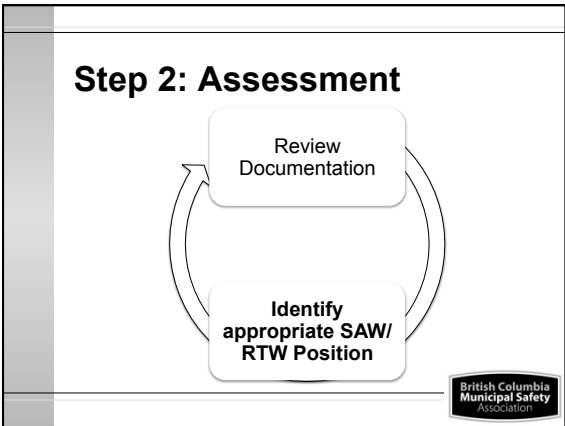 Step 2: Assessment
Review
Documentation
Identify
appropriate SAW/
RTW Position
British Columbia
Municipal Safety
Association